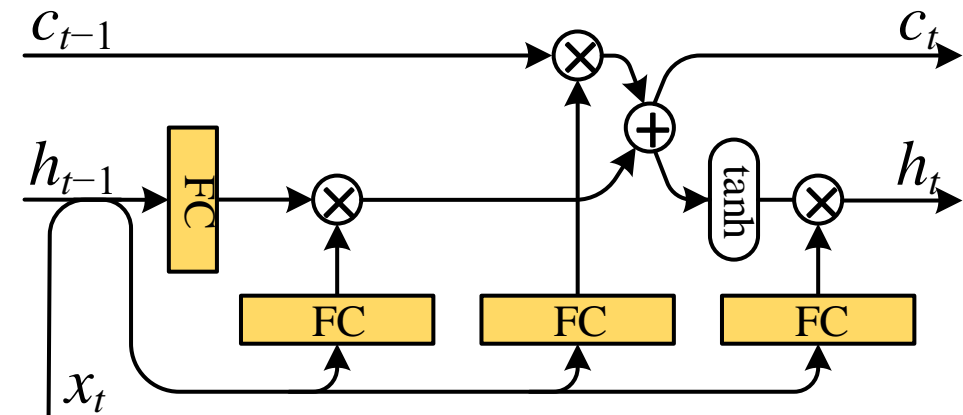 c_{t−1}
c_t
h_{t−1}
FC
tanh
h_t
FC
FC
FC
x_t